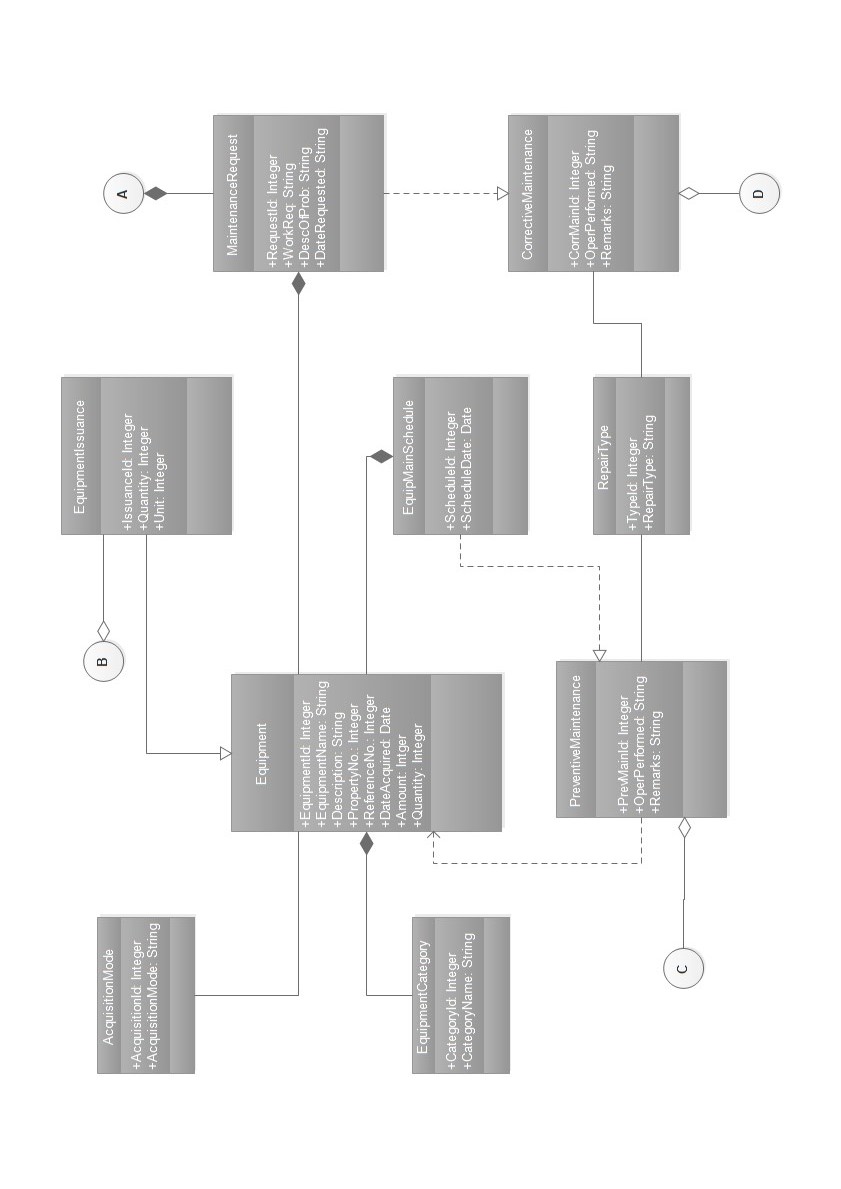 A
MaintenanceRequest
+RequestId: Integer
+WorkReq: String
+DescOfProb: String
+DateRequested: String
CorrectiveMaintenance
+CorrMainId: Integer
+OperPerformed: String
+Remarks: String
D
EquipmentIssuance
+IssuanceId: Integer
+Quantity: Integer
+Unit: Integer
EquipMainSchedule
+ScheduleId: Integer
+ScheduleDate: Date
RepairType
+TypeId: Integer
+RepairType: String
B
Equipment
+EquipmentId: Integer
+EquipmentName: String
+Description: String
+PropertyNo.: Integer
+ReferenceNo.: Integer
+DateAcquired: Date
+Amount: Intger
+Quantity: Integer
PreventiveMaintenance
+PrevMainId: Integer
+OperPerformed: String
+Remarks: String
AcquisitionMode
+AcquisitionId: Integer
+AcquisitionMode: String
EquipmentCategory
+CategoryId: Integer
+CategoryName: String
C